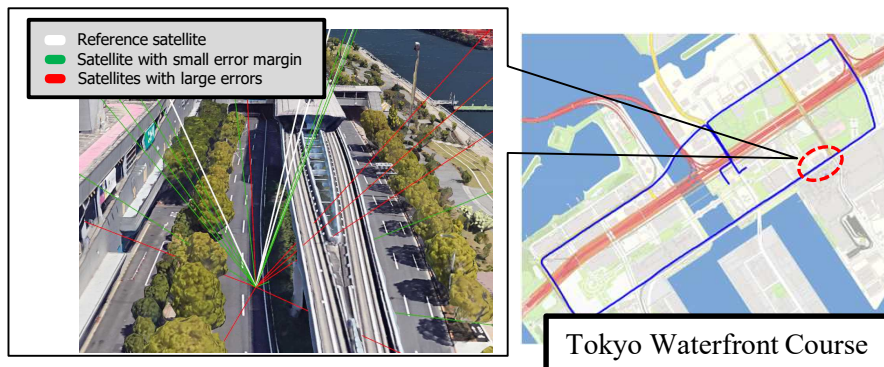 Reference satellite
Satellite with small error margin
Satellites with large errors
Tokyo Waterfront Course